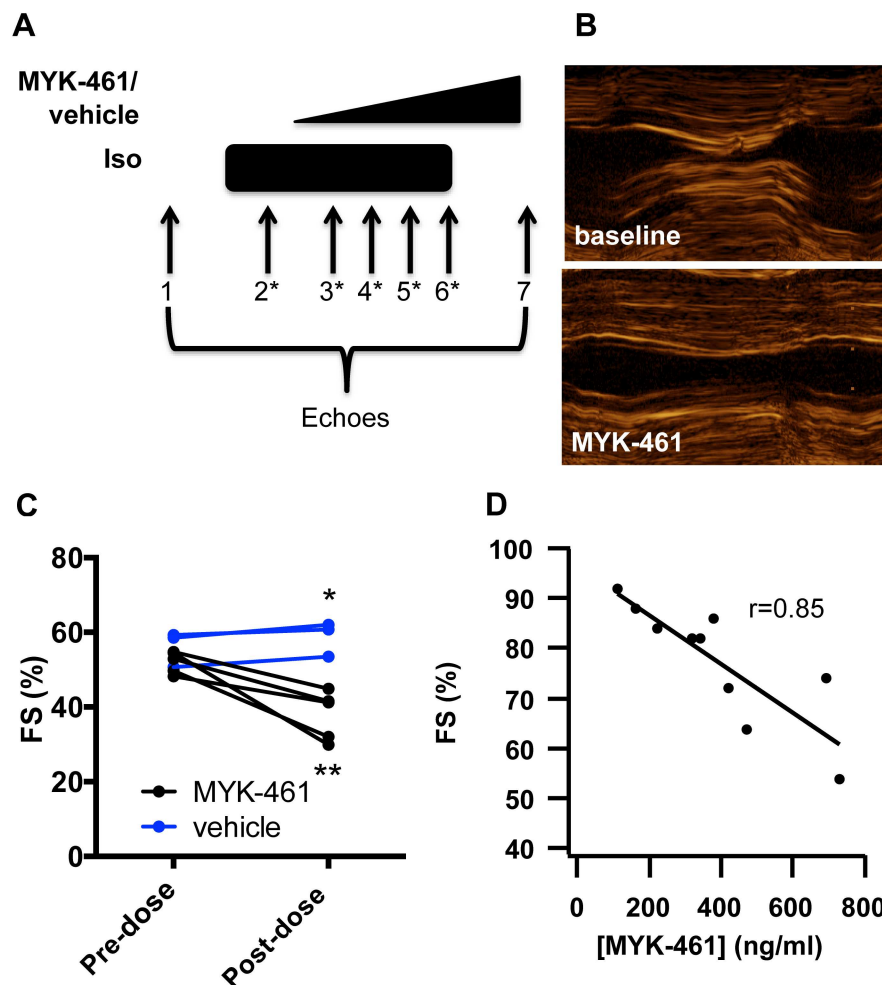 A
MYK-461/
vehicle
Iso
1
2*
3*
4*
5*
6*
7
Echoes
B
baseline
MYK-461
C
80
60
40
20
0
FS (%)
*
**
MYK-461
vehicle
Pre-dose
Post-dose
D
100
90
80
70
60
50
40
FS (%)
r=0.85
0
200
400
600
800
[MYK-461] (ng/ml)